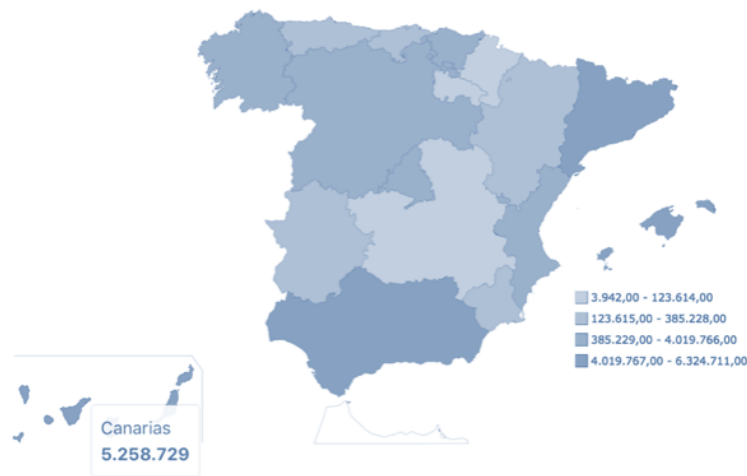 3.942,00 - 123.614,00
123.615,00 - 385.228,00
385.229,00 - 4.019.766,00
4.019.767,00 - 6.324.711,00
Canarias
5.258.729